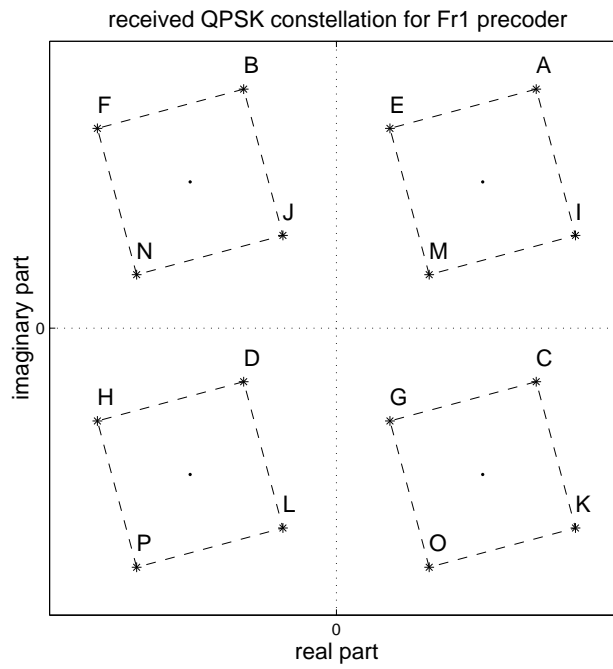 received QPSK constellation for Fr1 precoder
B
A
F
E
J
I
N
M
imaginary part
0
D
C
H
G
L
K
P
O
0
real part